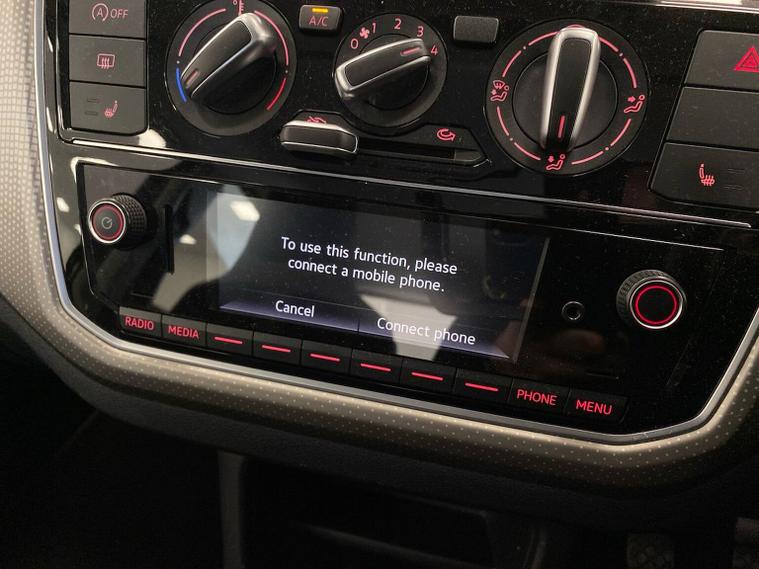 OFF
A/C
0 1 2 3 4
To use this function, please
connect a mobile phone.
Cancel
Connect phone
RADIO
MEDIA
PHONE
MENU